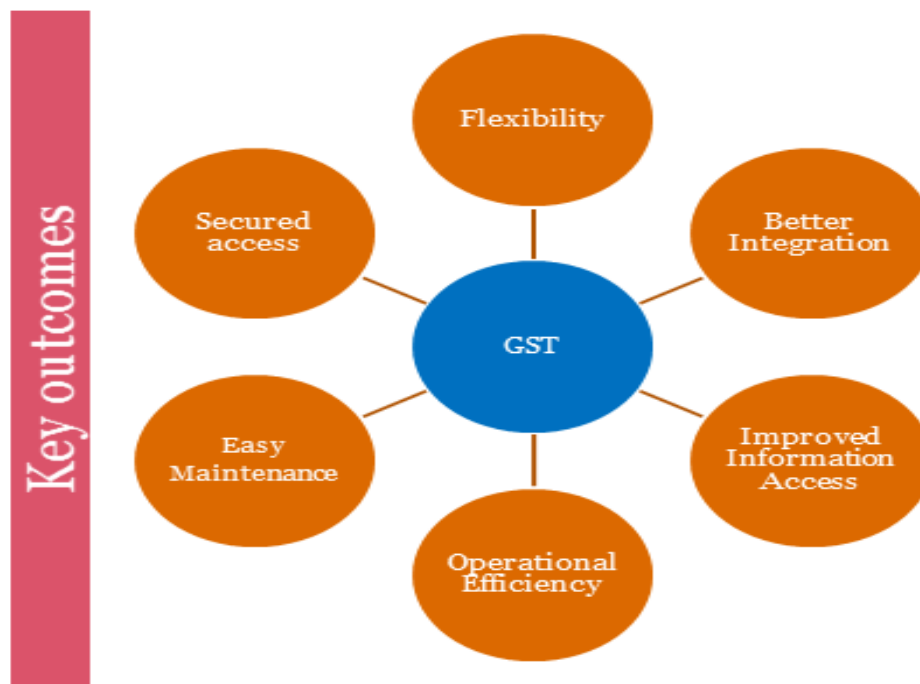 Key outcomes
Flexibility
Better
Integration
Improved
Information
Access
Operational
Efficiency
Easy
Maintenance
Secured
access
GST